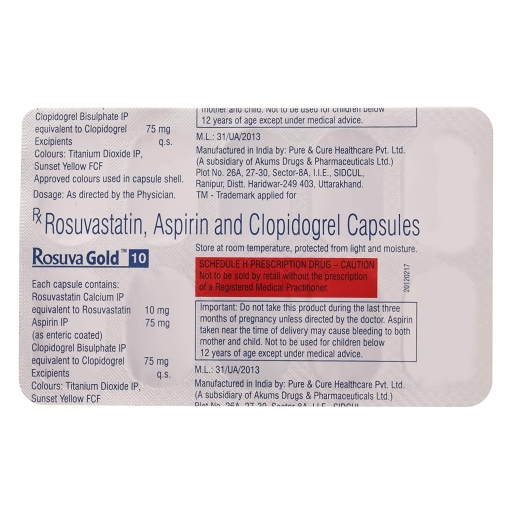 Clopidogrel Bisulphate IP
equivalent to Clopidogrel 75 mg
Excipients q.s.
Colours: Titanium Dioxide IP,
Sunset Yellow FCF
Approved colours used in capsule shell.
Dosage: As directed by the Physician.
mother and child. Not to be used for children below
12 years of age except under medical advice.
M.L.: 31/UA/2013
Manufactured in India by: Pure & Cure Healthcare Pvt. Ltd.
(A subsidiary of Akums Drugs & Pharmaceuticals Ltd.)
Plot No. 26A, 27-30, Sector-8A, I.I.E., SIDCUL,
Ranipur, Distt. Haridwar-249 403, Uttarakhand.
TM - Trademark applied for
Rx Rosuvastatin, Aspirin and Clopidogrel Capsules
Rosuva Gold™ 10
Store at room temperature, protected from light and moisture.
SCHEDULE H PRESCRIPTION DRUG – CAUTION
Not to be sold by retail without the prescription
of a Registered Medical Practitioner.
20120217
Each capsule contains:
Rosuvastatin Calcium IP
equivalent to Rosuvastatin 10 mg
Aspirin IP 75 mg
(as enteric coated)
Clopidogrel Bisulphate IP
equivalent to Clopidogrel 75 mg
Excipients q.s.
Colours: Titanium Dioxide IP,
Sunset Yellow FCF
Important: Do not take this product during the last three
months of pregnancy unless directed by the doctor. Aspirin
taken near the time of delivery may cause bleeding to both
mother and child. Not to be used for children below
12 years of age except under medical advice.
M.L.: 31/UA/2013
Manufactured in India by: Pure & Cure Healthcare Pvt. Ltd.
(A subsidiary of Akums Drugs & Pharmaceuticals Ltd.)
Plot No. 26A, 27-30, Sector-8A, I.I.E., SIDCUL,